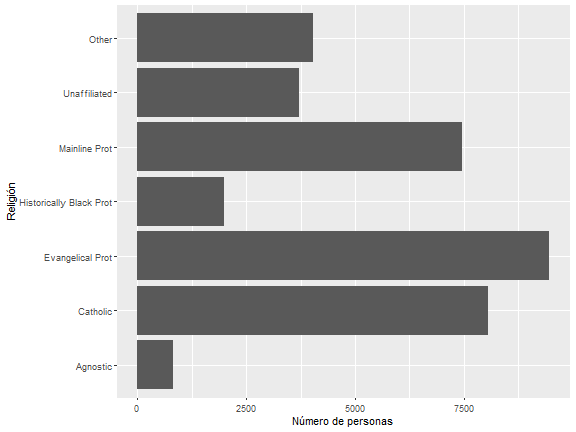 Other
Unaffiliated
Mainline Prot
Historically Black Prot
Evangelical Prot
Catholic
Agnostic
Religión
0 2500 5000 7500
Número de personas